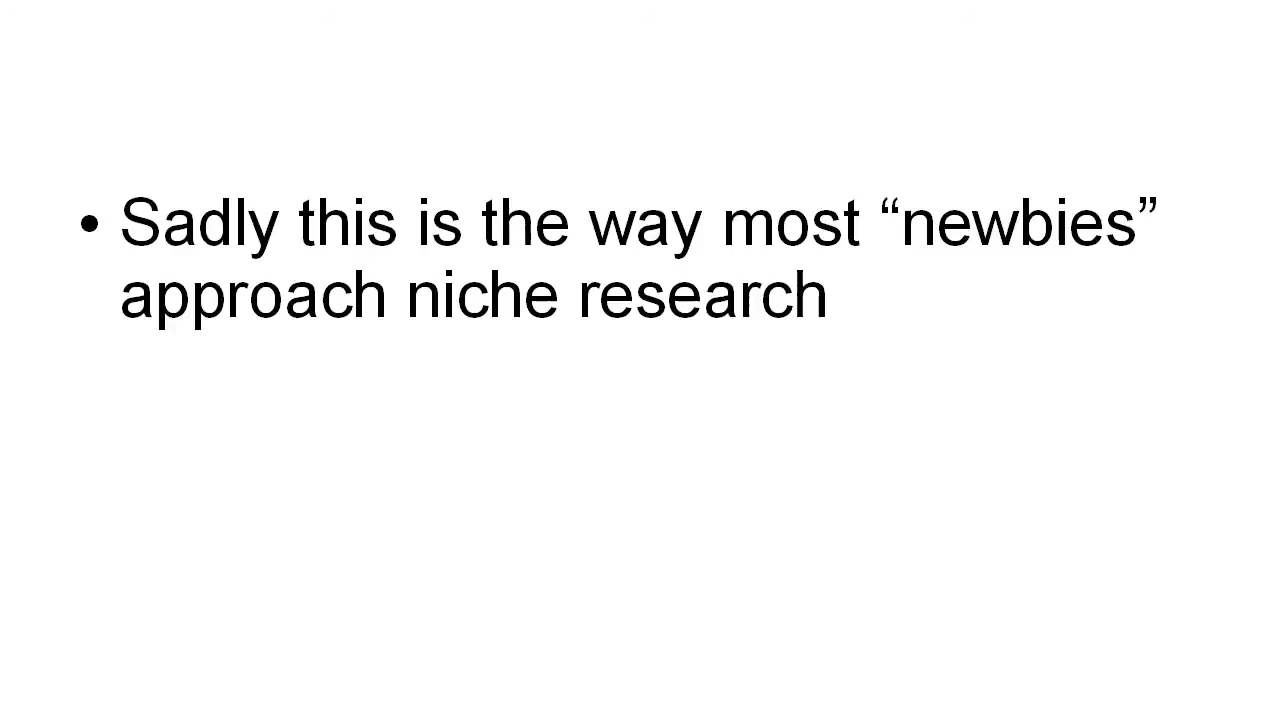 • Sadly this is the way most “newbies”
approach niche research